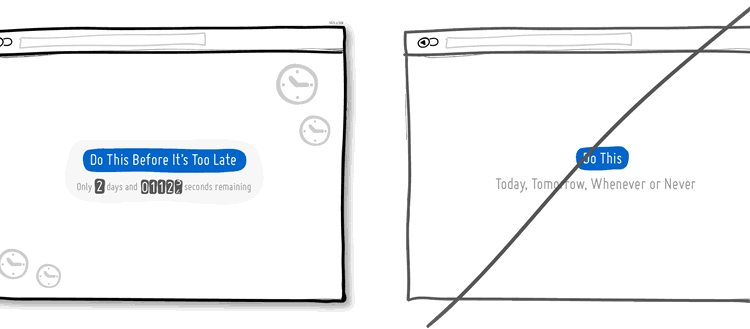 Do This Before It's Too Late
Only 2 days and 0112 seconds remaining
Do This
Today, Tomorrow, Whenever or Never